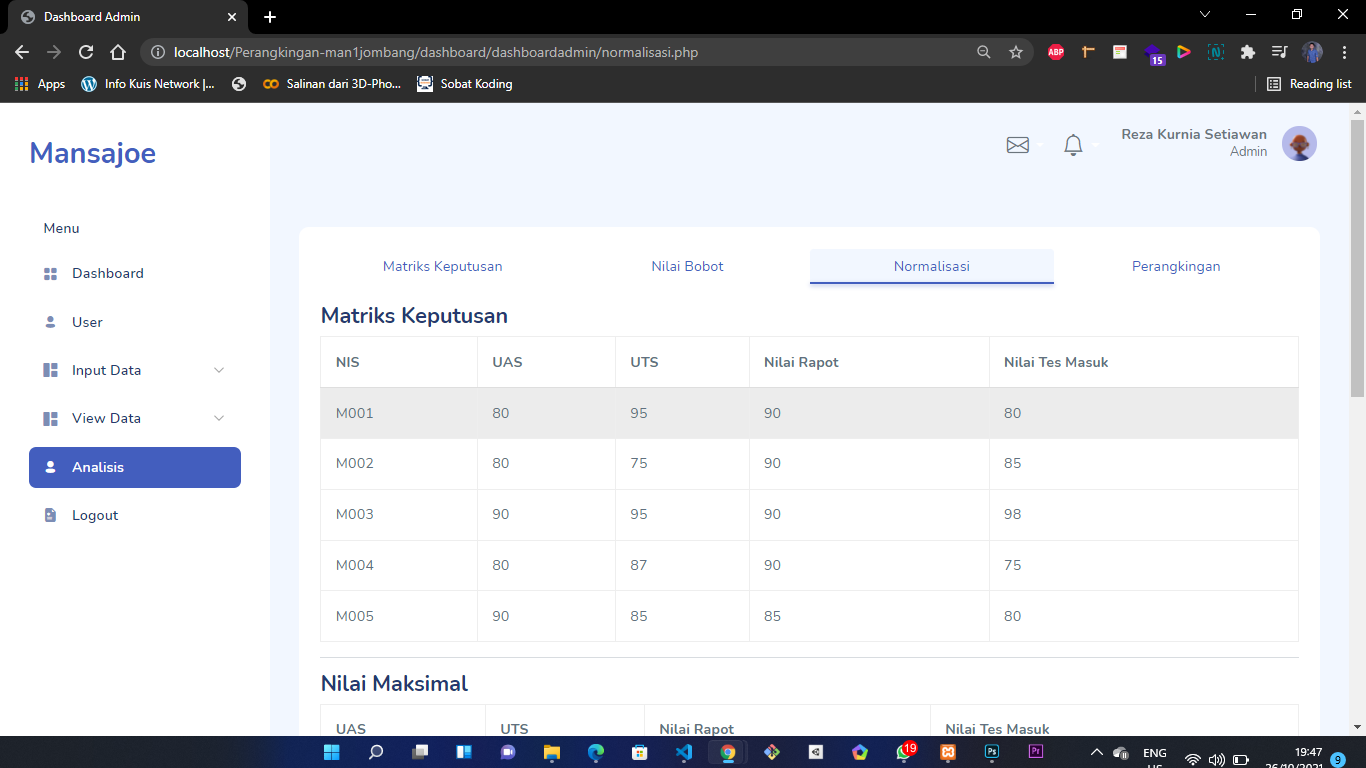 Dashboard Admin
localhost/Perangkingan-man1jombang/dashboard/dashboardadmin/normalisasi.php
ABP
15
N
Apps
Info Kuis Network |...
Salinan dari 3D-Pho...
Sobat Koding
Reading list
Mansajoe
Reza Kurnia Setiawan
Admin
Menu
Dashboard
User
Input Data
View Data
Analisis
Logout
Matriks Keputusan Nilai Bobot Normalisasi Perangkingan
Matriks Keputusan
NIS UAS UTS Nilai Rapot Nilai Tes Masuk
M001 80 95 90 80
M002 80 75 90 85
M003 90 95 90 98
M004 80 87 90 75
M005 90 85 85 80
Nilai Maksimal
UAS UTS Nilai Rapot Nilai Tes Masuk
19
Ps
Pr
ENG
19:47
26/10/2021
9